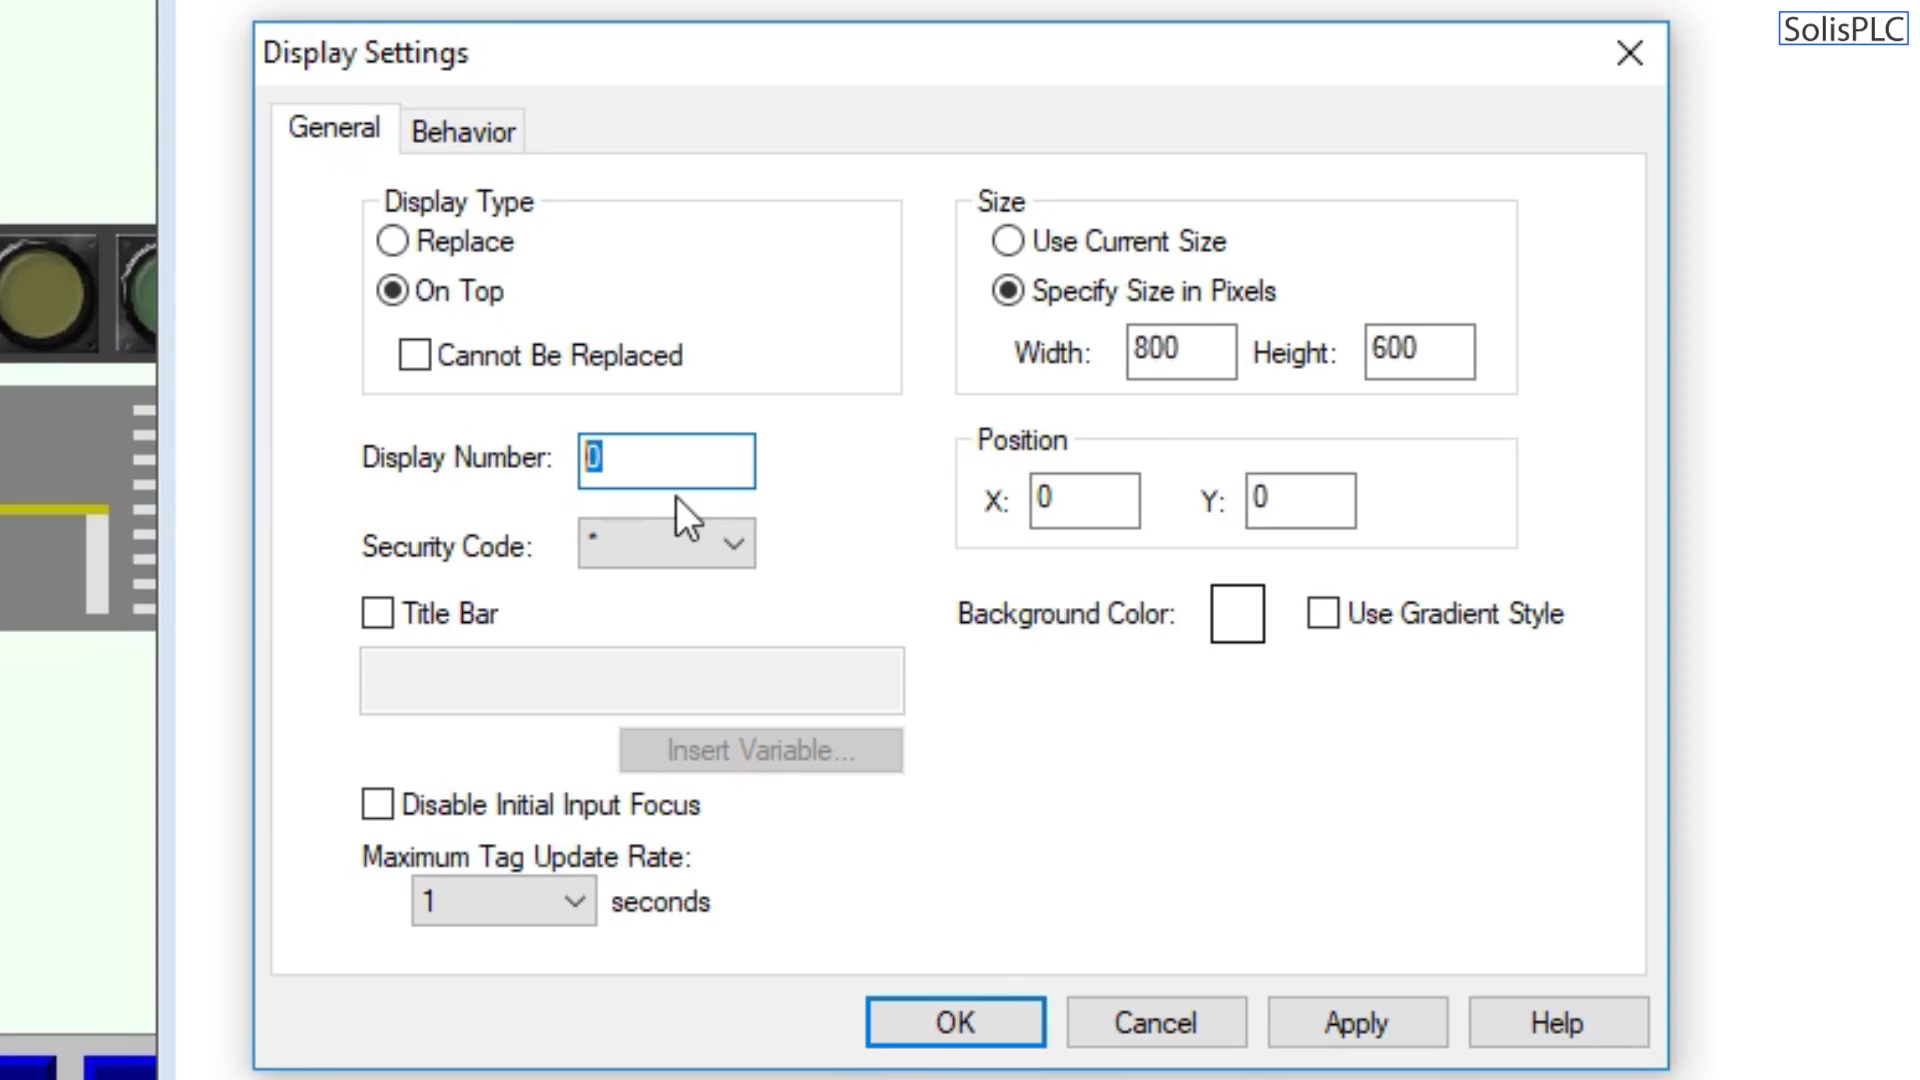 SolisPLC
Display Settings
General
Behavior
Display Type
Replace
On Top
Cannot Be Replaced
Size
Use Current Size
Specify Size in Pixels
Width: 800 Height: 600
Display Number: 0
Security Code: *
Position
X: 0 Y: 0
Title Bar
Background Color:
Use Gradient Style
Insert Variable...
Disable Initial Input Focus
Maximum Tag Update Rate:
1 seconds
OK
Cancel
Apply
Help